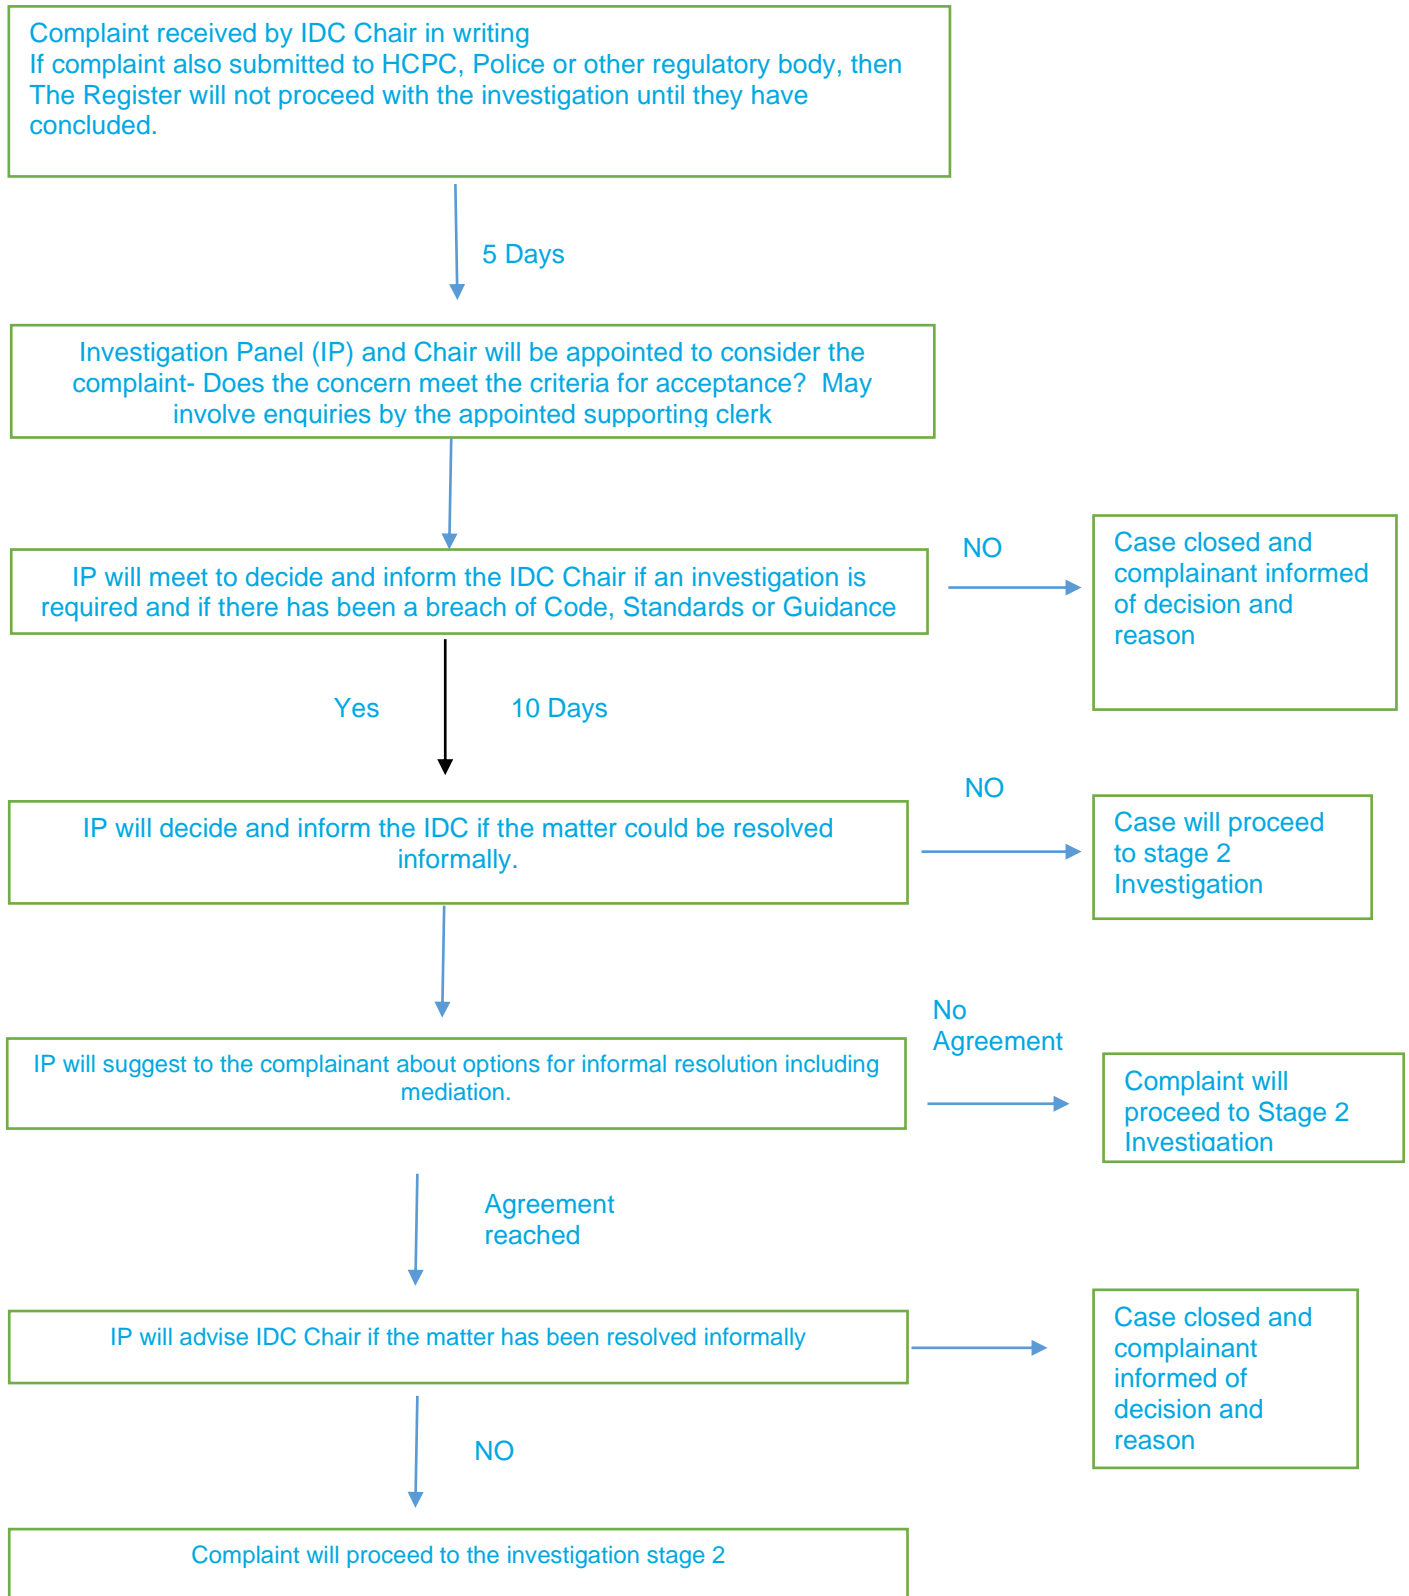 Complaint received by IDC Chair in writing
If complaint also submitted to HCPC, Police or other regulatory body, then
The Register will not proceed with the investigation until they have
concluded.
5 Days
Investigation Panel (IP) and Chair will be appointed to consider the
complaint- Does the concern meet the criteria for acceptance? May
involve enquiries by the appointed supporting clerk
IP will meet to decide and inform the IDC Chair if an investigation is
required and if there has been a breach of Code, Standards or Guidance
NO
Case closed and
complainant informed
of decision and
reason
Yes
10 Days
IP will decide and inform the IDC if the matter could be resolved
informally.
NO
Case will proceed
to stage 2
Investigation
IP will suggest to the complainant about options for informal resolution including
mediation.
No
Agreement
Complaint will
proceed to Stage 2
Investigation
Agreement
reached
IP will advise IDC Chair if the matter has been resolved informally
Case closed and
complainant
informed of
decision and
reason
NO
Complaint will proceed to the investigation stage 2